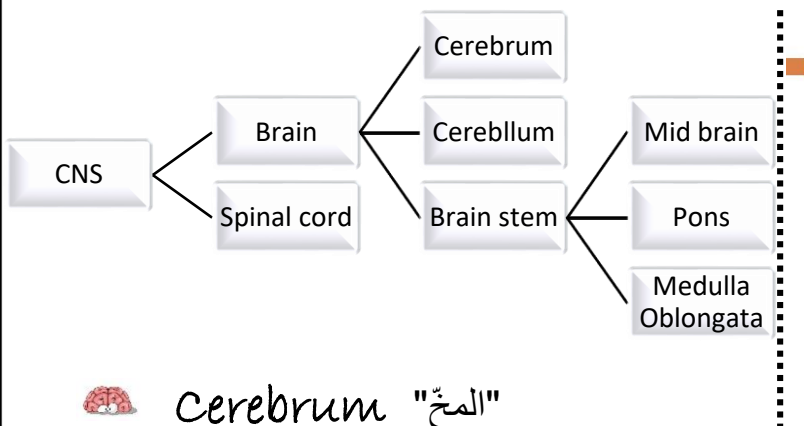 Cerebrum
Brain
Cerebllum
Mid brain
CNS
Spinal cord
Brain stem
Pons
Medulla
Oblongata
Cerebrum "المخّ"